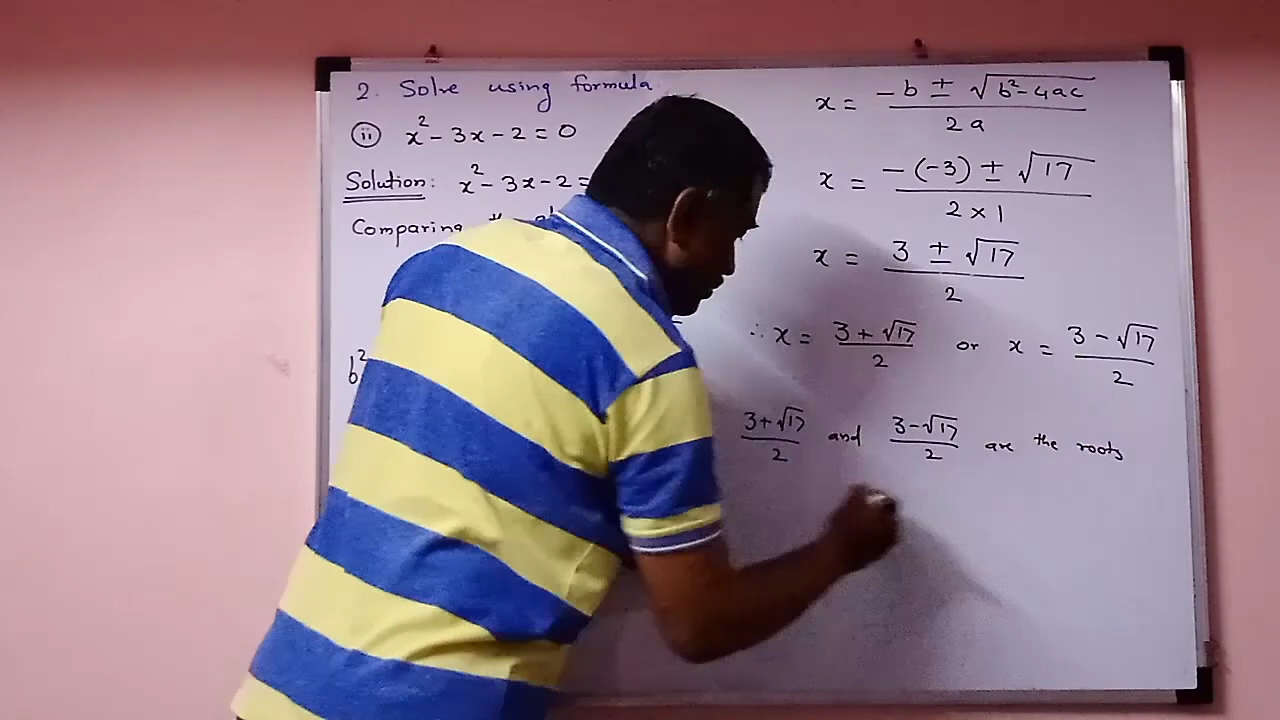 2. Solve using formula
ⓘⓘ x² - 3x - 2 = 0
Solution: x² - 3x - 2 =
Comparing
b²
x = -b ± √b² - 4ac / 2a
x = -(-3) ± √17 / 2 × 1
x = 3 ± √17 / 2
∴ x = 3 + √17 / 2 or x = 3 - √17 / 2
3 + √17 / 2 and 3 - √17 / 2 are the roots